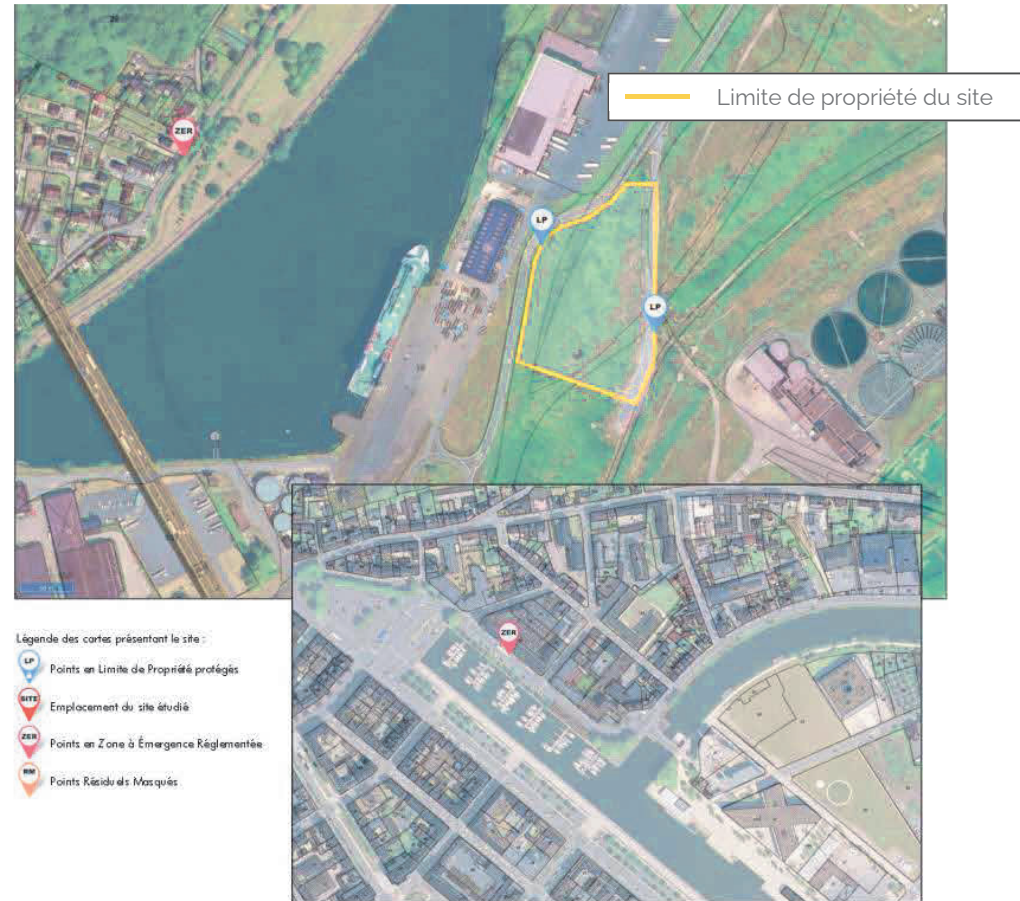 ZER
Limite de propriété du site
LP
LP
ZER
Légende des cartes présentant le site :
LP
Points en Limite de Propriété protégés
SITE
Emplacement du site étudié
ZER
Points en Zone à Émergence Réglementée
RM
Points Résiduels Masqués